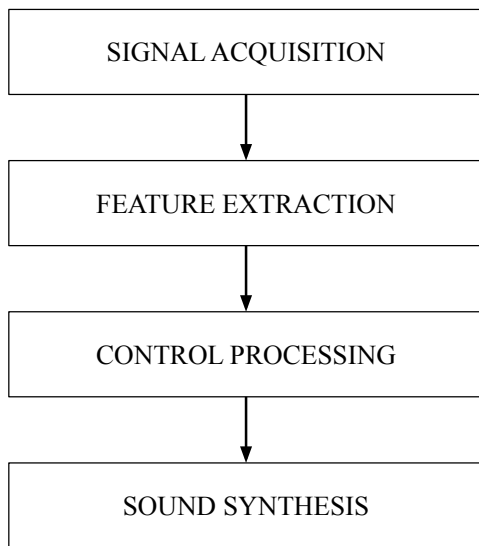 SIGNAL ACQUISITION
FEATURE EXTRACTION
CONTROL PROCESSING
SOUND SYNTHESIS